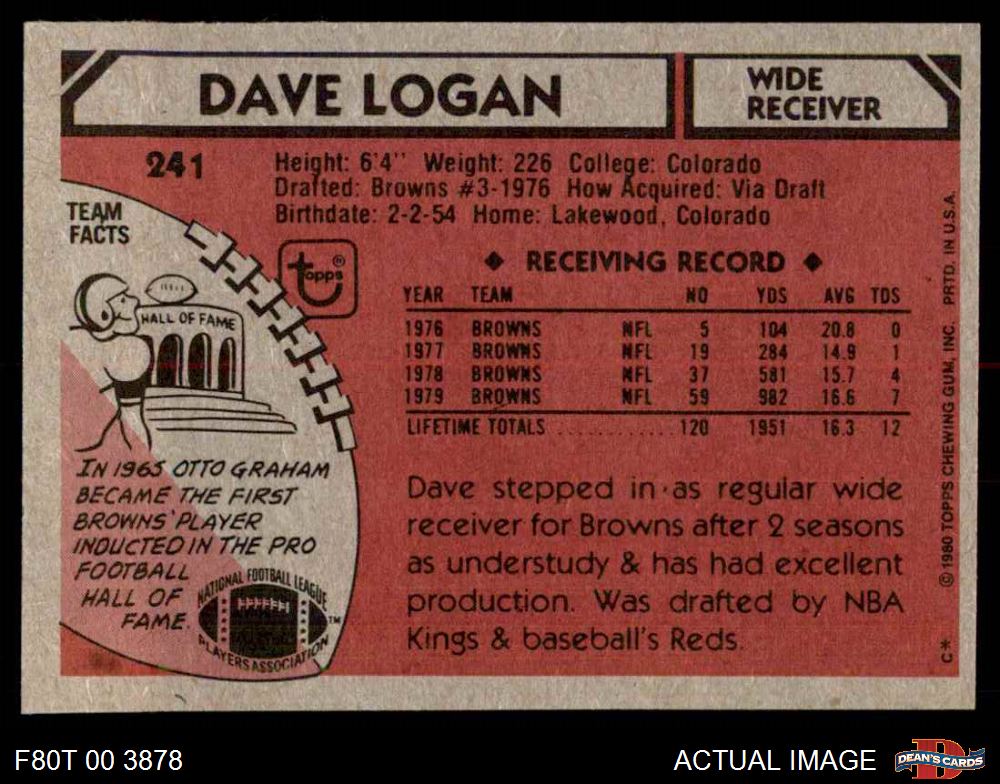 DAVE LOGAN
WIDE
RECEIVER
241
Height: 6'4" Weight: 226 College: Colorado
Drafted: Browns #3-1976 How Acquired: Via Draft
Birthdate: 2-2-54 Home: Lakewood, Colorado
TEAM
FACTS
topps®
HALL OF FAME
IN 1965 OTTO GRAHAM
BECAME THE FIRST
BROWNS' PLAYER
INDUCTED IN THE PRO
FOOTBALL
HALL OF
FAME.
NATIONAL FOOTBALL LEAGUE
PLAYERS ASSOCIATION
TM
◆ RECEIVING RECORD ◆
YEAR TEAM NO YDS AVG TDS
1976 BROWNS NFL 5 104 20.8 0
1977 BROWNS NFL 19 284 14.9 1
1978 BROWNS NFL 37 581 15.7 4
1979 BROWNS NFL 59 982 16.6 7
LIFETIME TOTALS ............ 120 1951 16.3 12
Dave stepped in as regular wide
receiver for Browns after 2 seasons
as understudy & has had excellent
production. Was drafted by NBA
Kings & baseball's Reds.
C* © 1980 TOPPS CHEWING GUM, INC. PRTD. IN U.S.A.
F80T 00 3878
ACTUAL IMAGE
D
DEAN'S CARDS